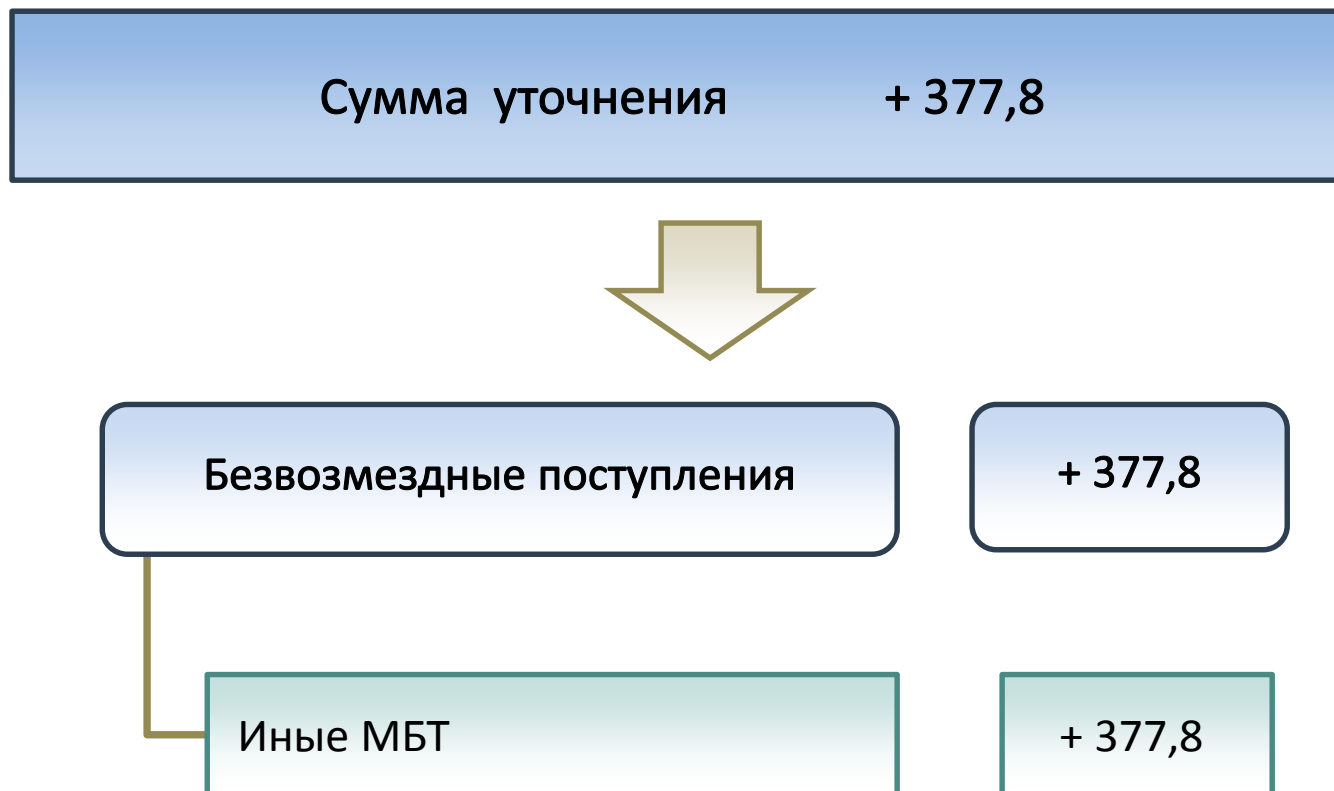 Сумма уточнения + 377,8
Безвозмездные поступления + 377,8
Иные МБТ + 377,8